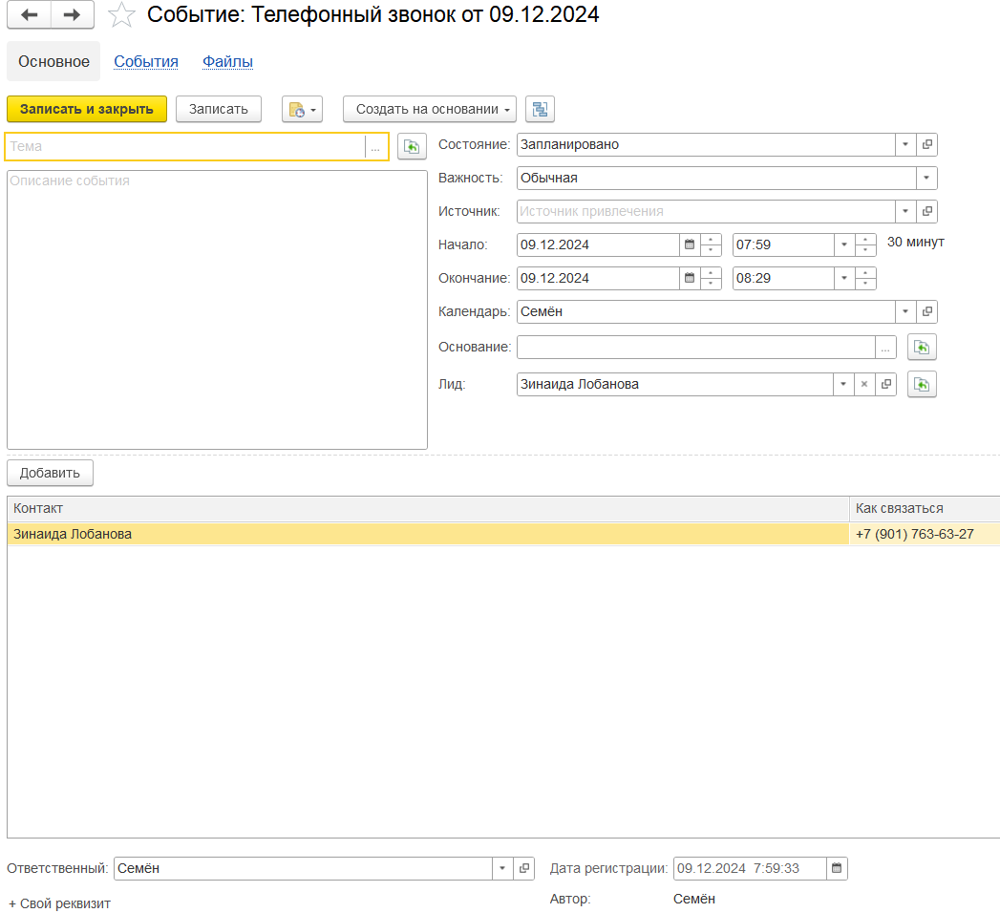 Событие: Телефонный звонок от 09.12.2024
Основное События Файлы
Записать и закрыть Записать Создать на основании
Тема ...
Описание события
Состояние: Запланировано
Важность: Обычная
Источник: Источник привлечения
Начало: 09.12.2024 07:59 30 минут
Окончание: 09.12.2024 08:29
Календарь: Семён
Основание: ...
Лид: Зинаида Лобанова
Добавить
Контакт Как связаться
Зинаида Лобанова +7 (901) 763-63-27
Ответственный: Семён Дата регистрации: 09.12.2024 7:59:33
+ Свой реквизит Автор: Семён